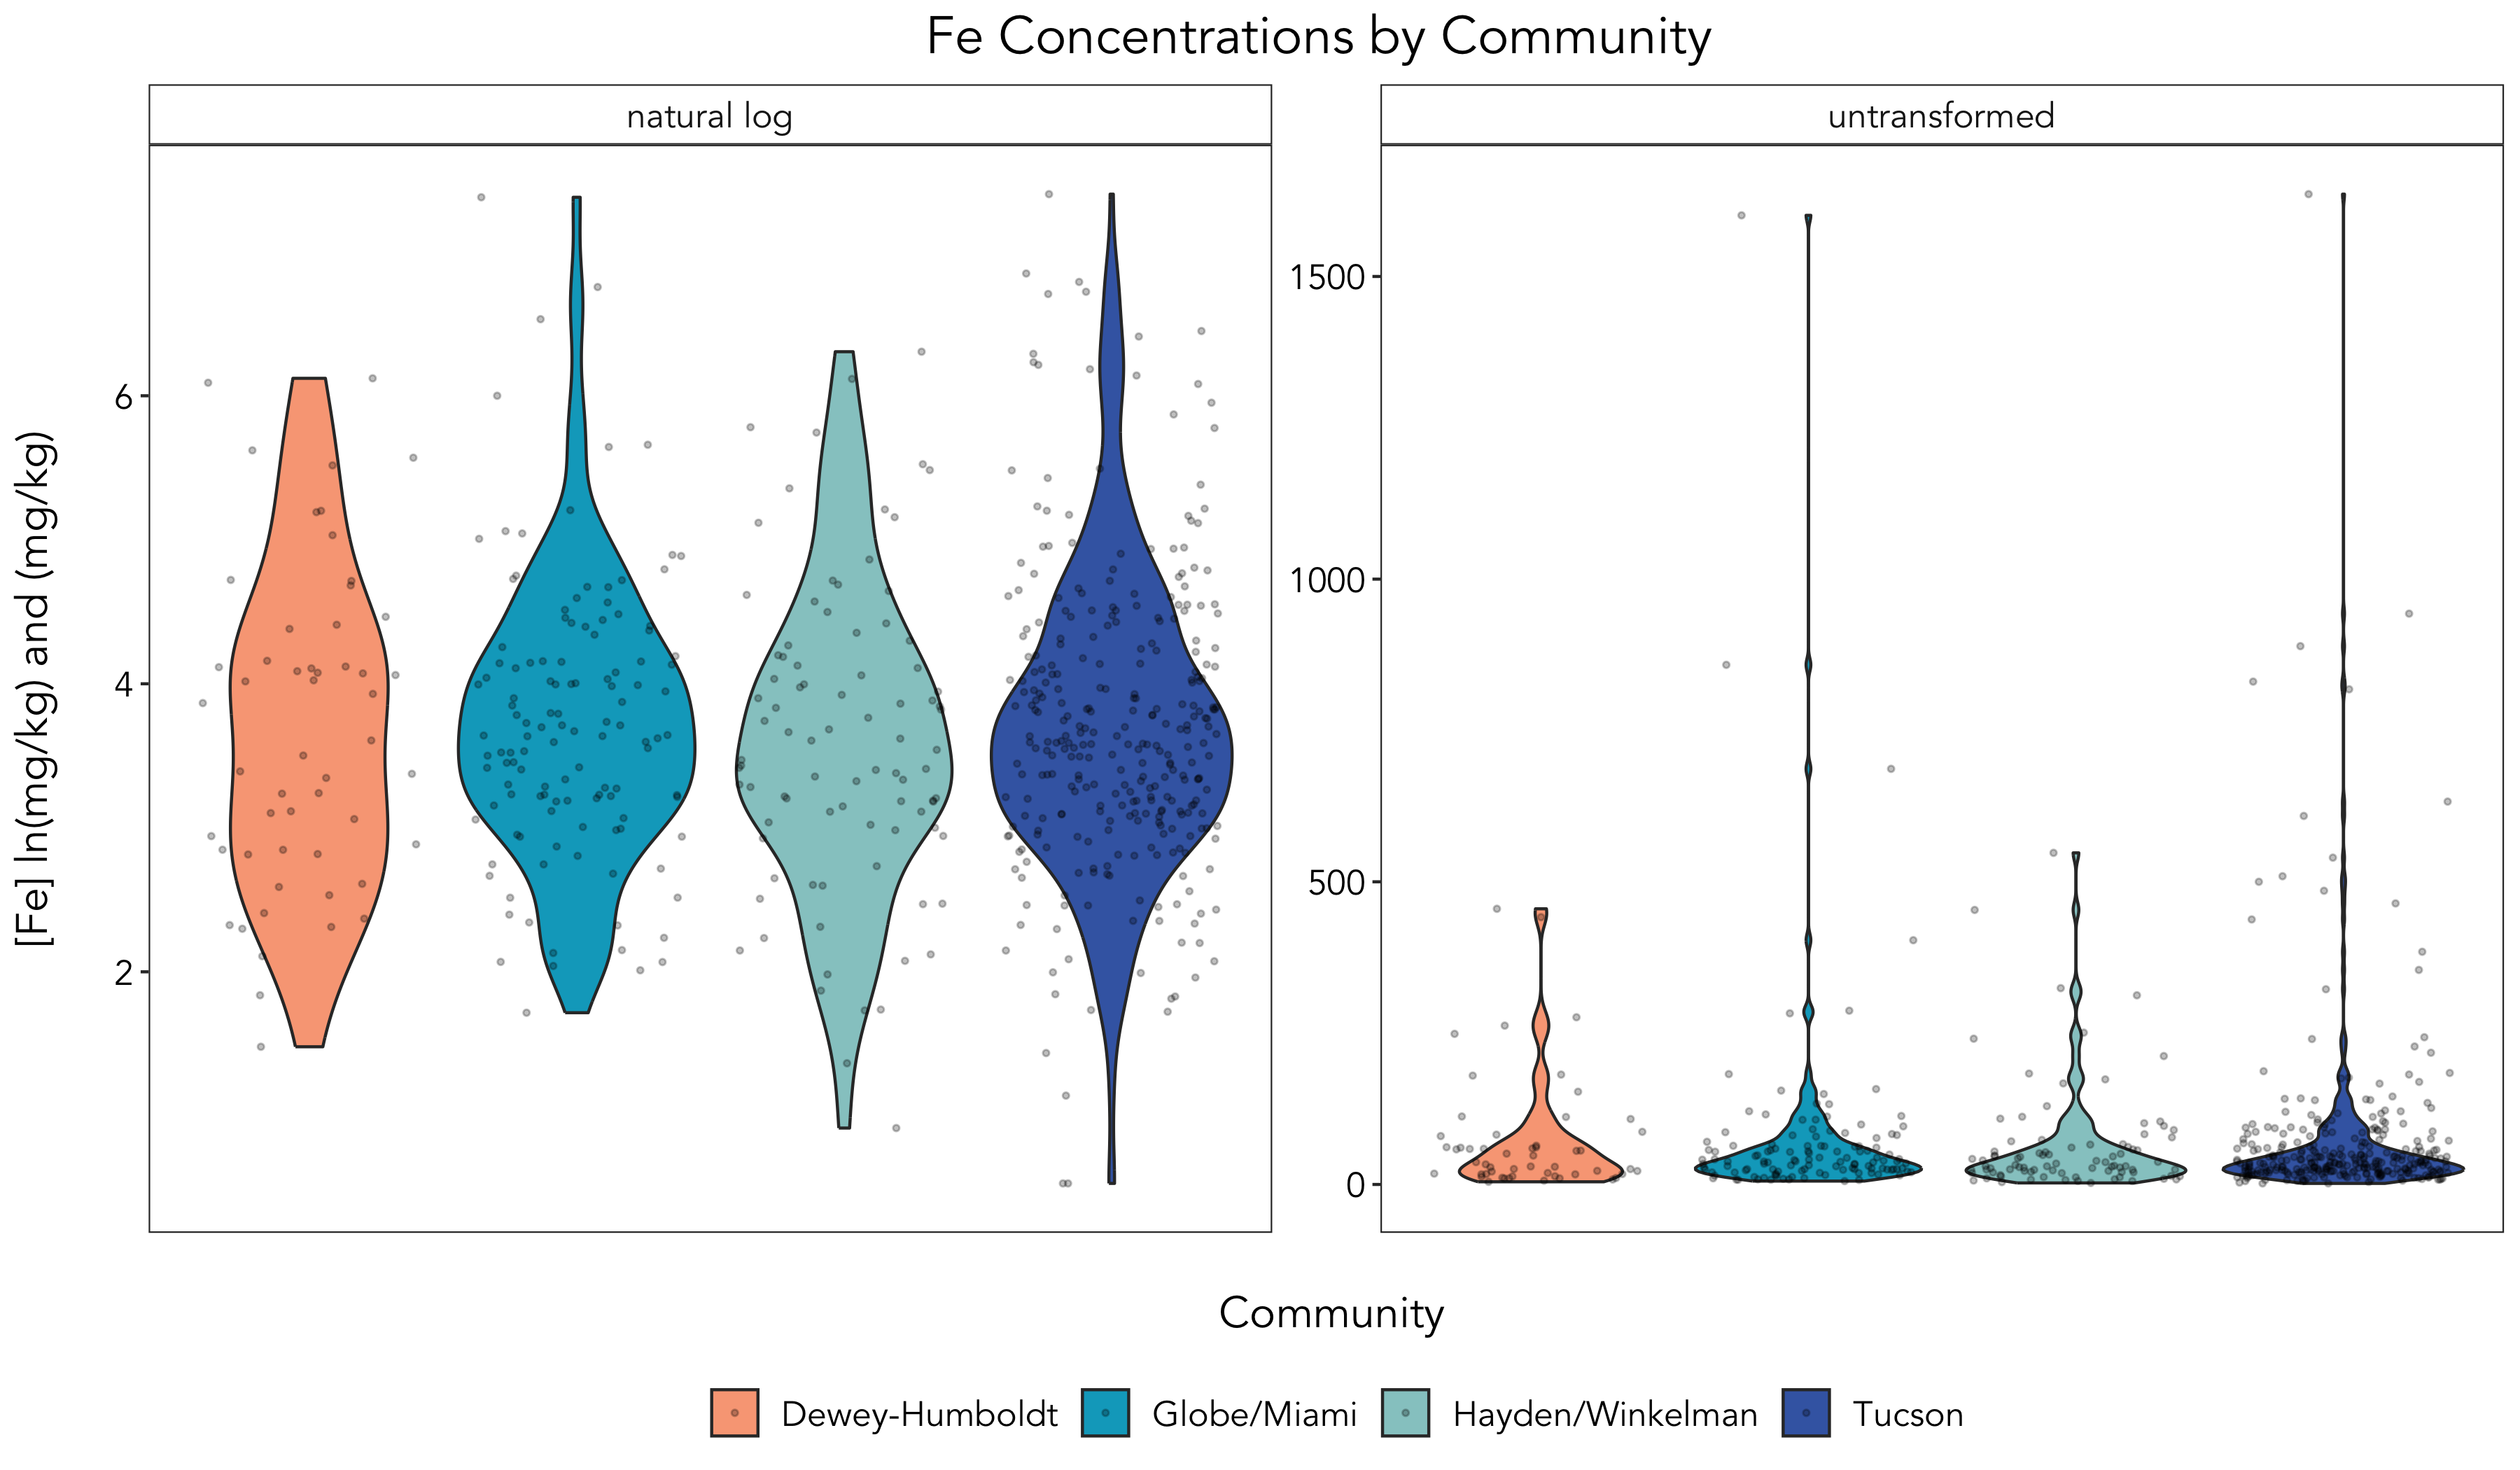 Fe Concentrations by Community
natural log
untransformed
[Fe] ln(mg/kg) and (mg/kg)
6
4
2
1500
1000
500
0
Community
Dewey-Humboldt
Globe/Miami
Hayden/Winkelman
Tucson